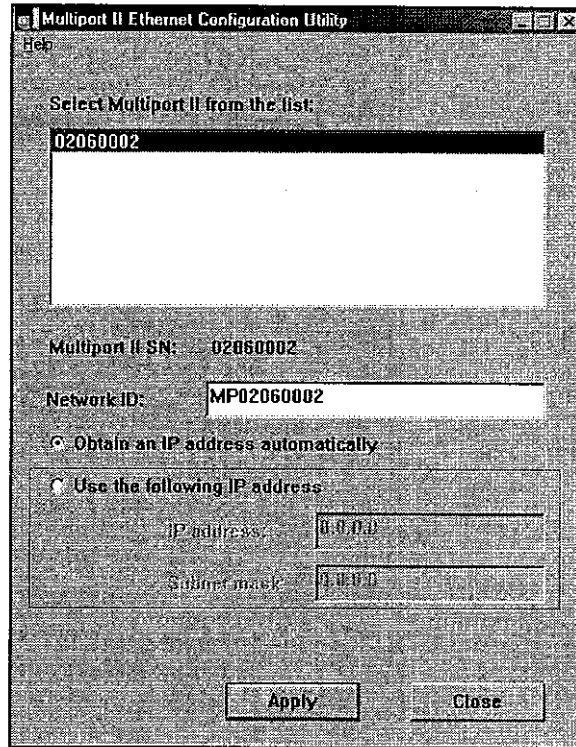 Multiport II Ethernet Configuration Utility
Help
Select Multiport II from the list:
02060002
Multiport II SN: 02060002
Network ID: MP02060002
Obtain an IP address automatically
Use the following IP address
IP address: 0.0.0.0
Subnet mask: 0.0.0.0
Apply Close